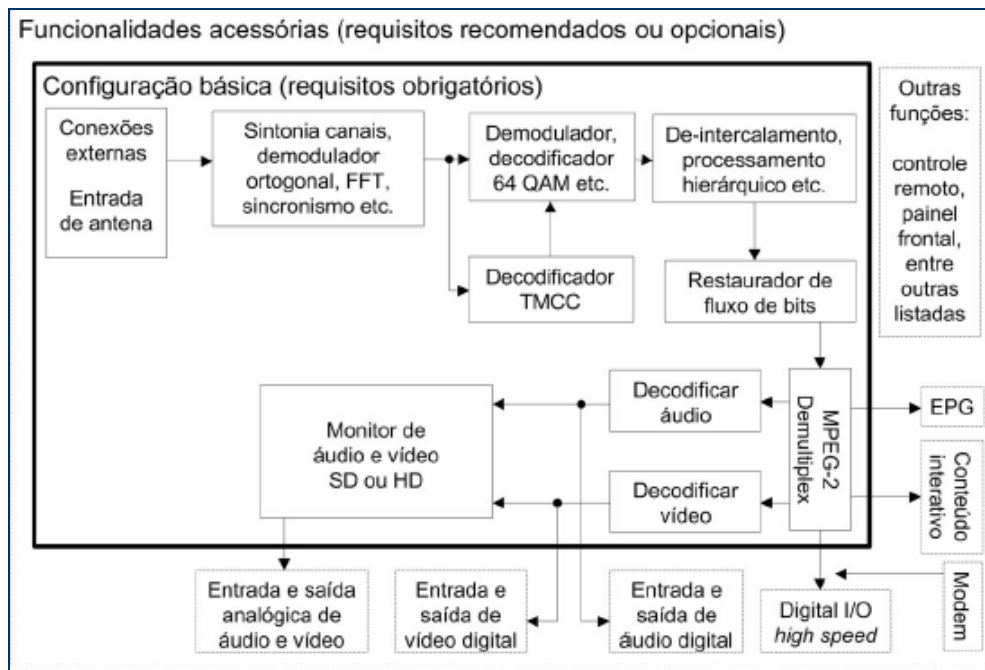 Funcionalidades acessórias (requisitos recomendados ou opcionais)
Configuração básica (requisitos obrigatórios)
Conexões
externas
Entrada
de antena
Sintonia canais,
demodulador
ortogonal, FFT,
sincronismo etc.
Demodulador,
decodificador
64 QAM etc.
De-intercalamento,
processamento
hierárquico etc.
Outras
funções:
controle
remoto,
painel
frontal,
entre
outras
listadas
Decodificador
TMCC
Restaurador de
fluxo de bits
Monitor de
áudio e vídeo
SD ou HD
Decodificar
áudio
Decodificar
vídeo
MPEG-2
Demultiplex
EPG
Conteúdo
interativo
Modem
Entrada e saída
analógica de
áudio e vídeo
Entrada e
saída de
vídeo digital
Entrada e
saída de
áudio digital
Digital I/O
high speed